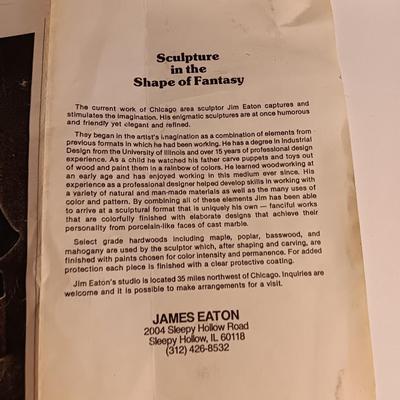 Sculpture
in the
Shape of Fantasy
The current work of Chicago area sculptor Jim Eaton captures and
stimulates the imagination. His enigmatic sculptures are at once humorous
and friendly yet elegant and refined.
They began in the artist's imagination as a combination of elements from
previous formats in which he had been working. He has a degree in Industrial
Design from the University of Illinois and over 15 years of professional design
experience. As a child he watched his father carve puppets and toys out
of wood and paint them in a rainbow of colors. He learned woodworking at
an early age and has enjoyed working in this medium ever since. His
experience as a professional designer helped develop skills in working with
a variety of natural and man-made materials as well as the many uses of
color and pattern. By combining all of these elements Jim has been able
to arrive at a sculptural format that is uniquely his own — fanciful works
that are colorfully finished with elaborate designs that achieve their
personality from porcelain-like faces of cast marble.
Select grade hardwoods including maple, poplar, basswood, and
mahogany are used by the sculptor which, after shaping and carving, are
finished with paints chosen for color intensity and permanence. For added
protection each piece is finished with a clear protective coating.
Jim Eaton's studio is located 35 miles northwest of Chicago. Inquiries are
welcome and it is possible to make arrangements for a visit.
JAMES EATON
2004 Sleepy Hollow Road
Sleepy Hollow, IL 60118
(312) 426-8532